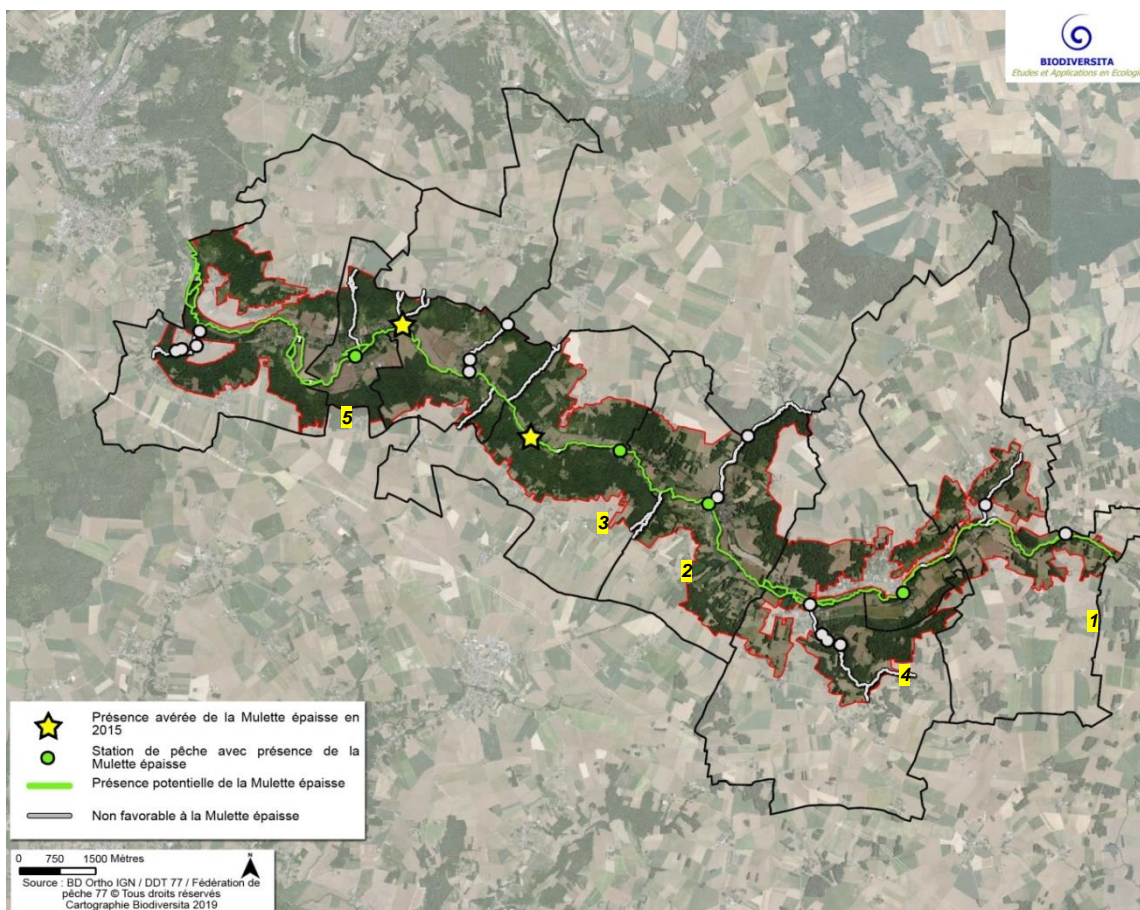 BIODIVERSITA
Etudes et Applications en Ecologie
5
3
2
1
4
Présence avérée de la Mulette épaisse en
2015
Station de pêche avec présence de la
Mulette épaisse
Présence potentielle de la Mulette épaisse
Non favorable à la Mulette épaisse
0 750 1500 Mètres
N
Source : BD Ortho IGN / DDT 77 / Fédération de
pêche 77 © Tous droits réservés
Cartographie Biodiversita 2019